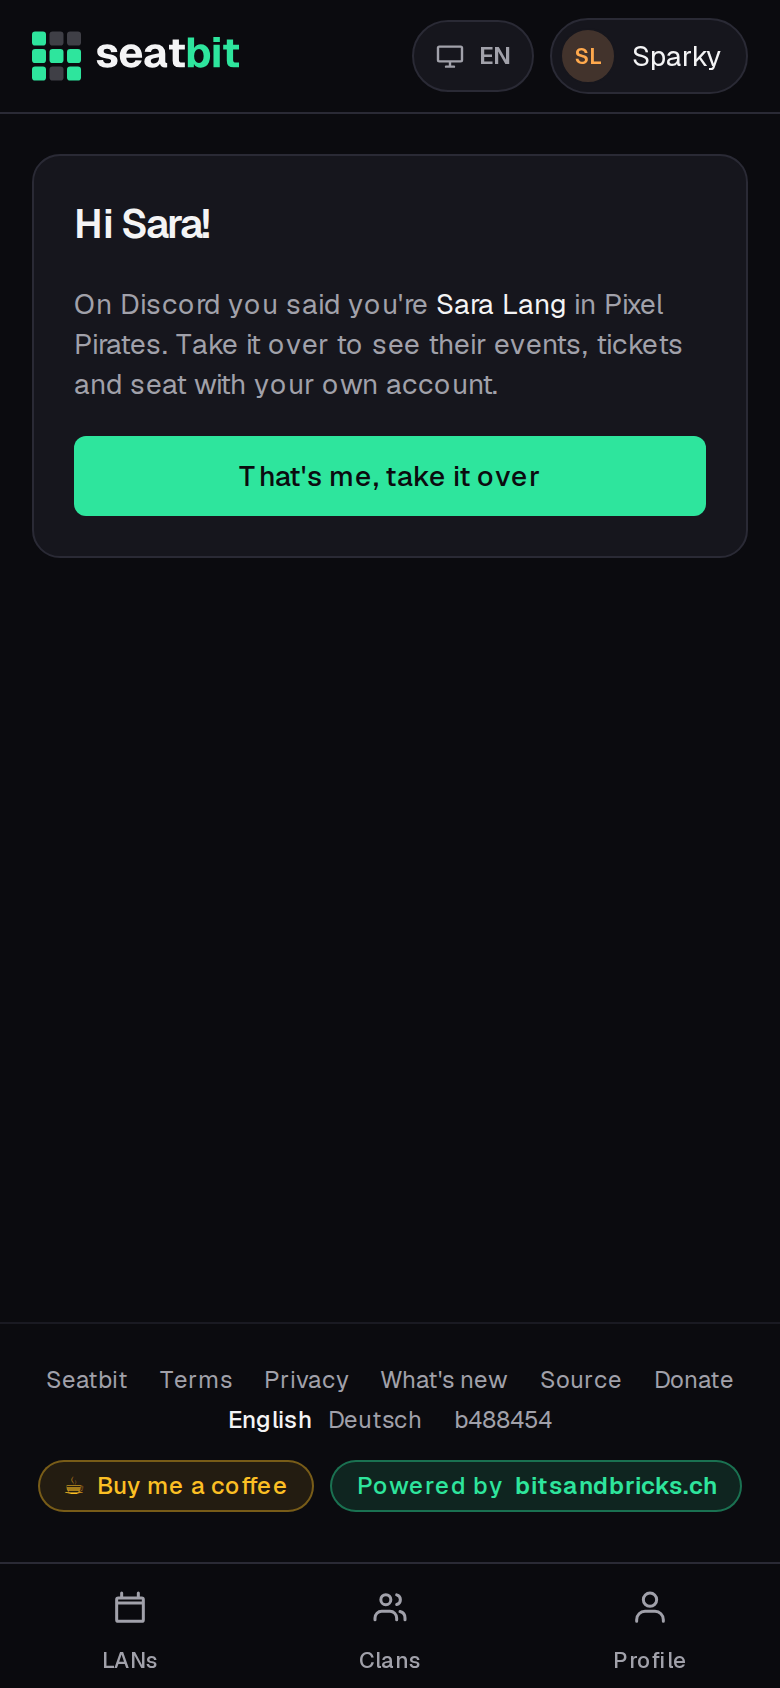 seatbit
EN
SL
Sparky
Hi Sara!
On Discord you said you're Sara Lang in Pixel
Pirates. Take it over to see their events, tickets
and seat with your own account.
That's me, take it over
Seatbit Terms Privacy What's new Source Donate
English Deutsch b488454
Buy me a coffee
Powered by bitsandbricks.ch
LANs
Clans
Profile